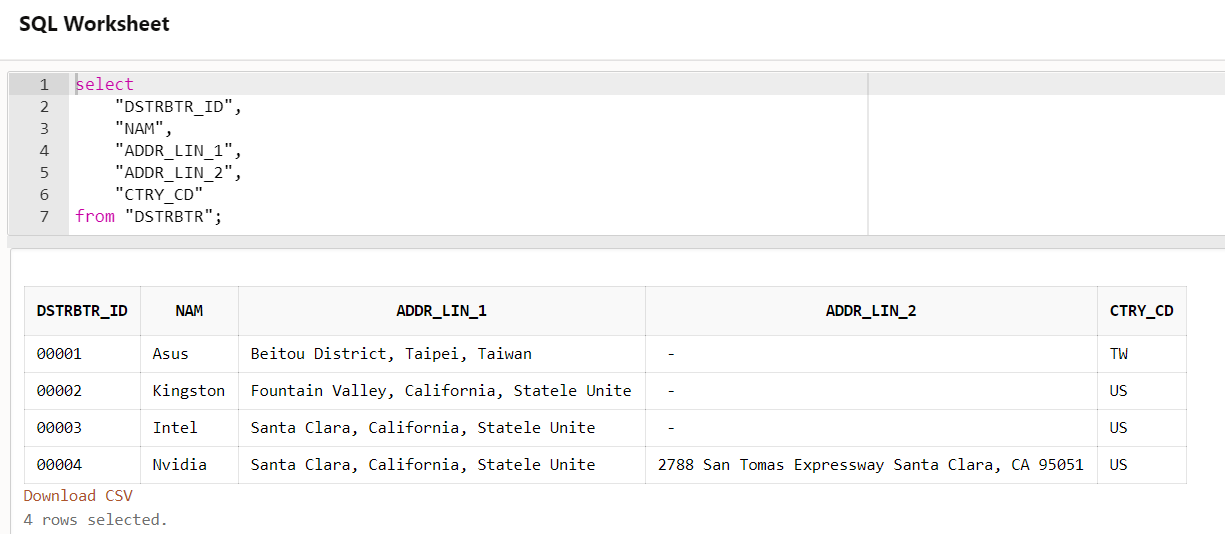 SQL Worksheet
1 select
2 "DSTRBTR_ID",
3 "NAM",
4 "ADDR_LIN_1",
5 "ADDR_LIN_2",
6 "CTRY_CD"
7 from "DSTRBTR";
DSTRBTR_ID NAM ADDR_LIN_1 ADDR_LIN_2 CTRY_CD
00001 Asus Beitou District, Taipei, Taiwan - TW
00002 Kingston Fountain Valley, California, Statele Unite - US
00003 Intel Santa Clara, California, Statele Unite - US
00004 Nvidia Santa Clara, California, Statele Unite 2788 San Tomas Expressway Santa Clara, CA 95051 US
Download CSV
4 rows selected.